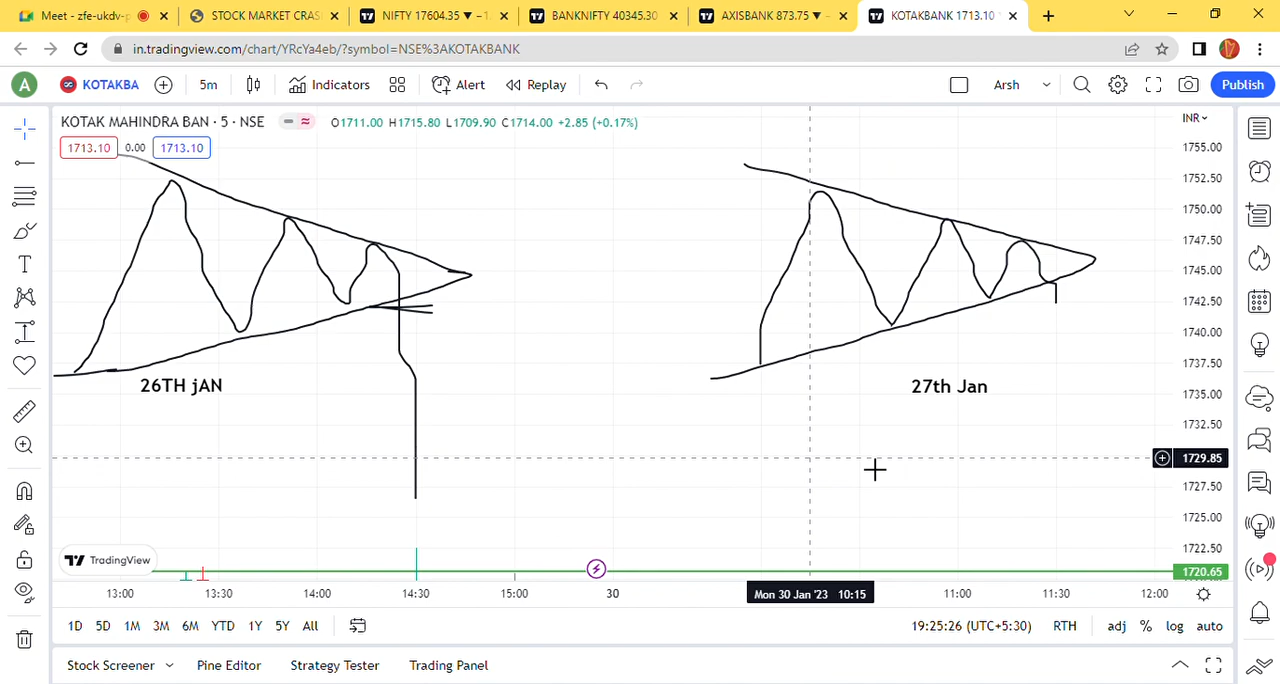 Meet - zfe-ukdv-p
STOCK MARKET CRAS
NIFTY 17604.35 ▼ −1.
BANKNIFTY 40345.30
AXISBANK 873.75 ▼ −
KOTAKBANK 1713.10
in.tradingview.com/chart/YRcYa4eb/?symbol=NSE%3AKOTAKBANK
A KOTAKBA 5m Indicators Alert Replay Arsh Publish
KOTAK MAHINDRA BAN · 5 · NSE O1711.00 H1715.80 L1709.90 C1714.00 +2.85 (+0.17%) INR
1713.10 0.00 1713.10
1755.00
1752.50
1750.00
1747.50
1745.00
1742.50
1740.00
1737.50
26TH jAN 27th Jan
1735.00
1732.50
1729.85
1727.50
1725.00
1722.50
TradingView
1720.65
13:00 13:30 14:00 14:30 15:00 30 Mon 30 Jan '23 10:15 11:00 11:30 12:00
1D 5D 1M 3M 6M YTD 1Y 5Y All 19:25:26 (UTC+5:30) RTH adj % log auto
Stock Screener Pine Editor Strategy Tester Trading Panel